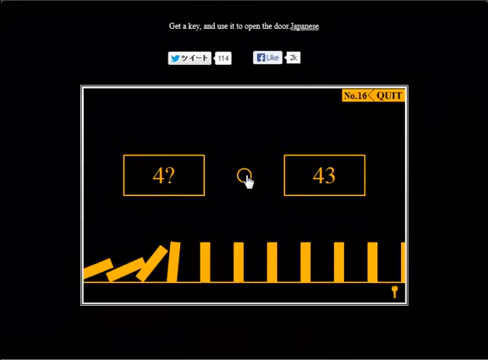 Get a key, and use it to open the door.Japanese
ツイート 114 Like 2k
No.16 QUIT
4? 43